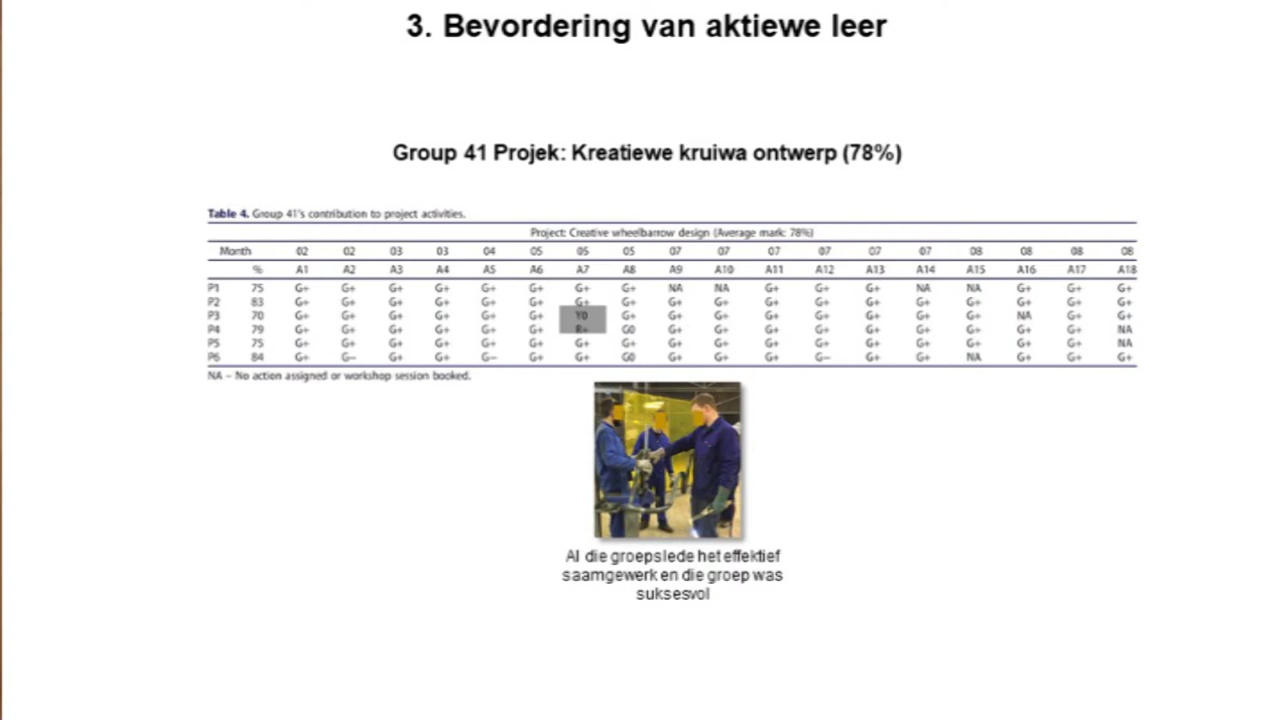 3. Bevordering van aktiewe leer
Group 41 Projek: Kreatiewe kruiwa ontwerp (78%)
Table 4. Group 41's contribution to project activities.
Project: Creative wheelbarrow design (Average mark: 78%)
Month 02 02 03 03 04 05 05 05 07 07 07 07 07 07 08 08 08 08
% A1 A2 A3 A4 A5 A6 A7 A8 A9 A10 A11 A12 A13 A14 A15 A16 A17 A18
P1 75 G+ G+ G+ G+ G+ G+ G+ G+ NA NA G+ G+ G+ NA NA G+ G+ G+
P2 83 G+ G+ G+ G+ G+ G+ G+ G+ G+ G+ G+ G+ G+ G+ G+ G+ G+ G+
P3 70 G+ G+ G+ G+ G+ G+ Y0 G+ G+ G+ G+ G+ G+ G+ G+ NA G+ G+
P4 79 G+ G+ G+ G+ G+ G+ R+ G0 G+ G+ G+ G+ G+ G+ G+ G+ G+ NA
P5 75 G+ G+ G+ G+ G+ G+ G+ G+ G+ G+ G+ G+ G+ G+ G+ G+ G+ NA
P6 84 G+ G− G+ G+ G− G+ G+ G0 G+ G+ G+ G− G+ G+ NA G+ G+ G+
NA – No action assigned or workshop session booked.
Al die groepslede het effektief
saamgewerk en die groep was
suksesvol